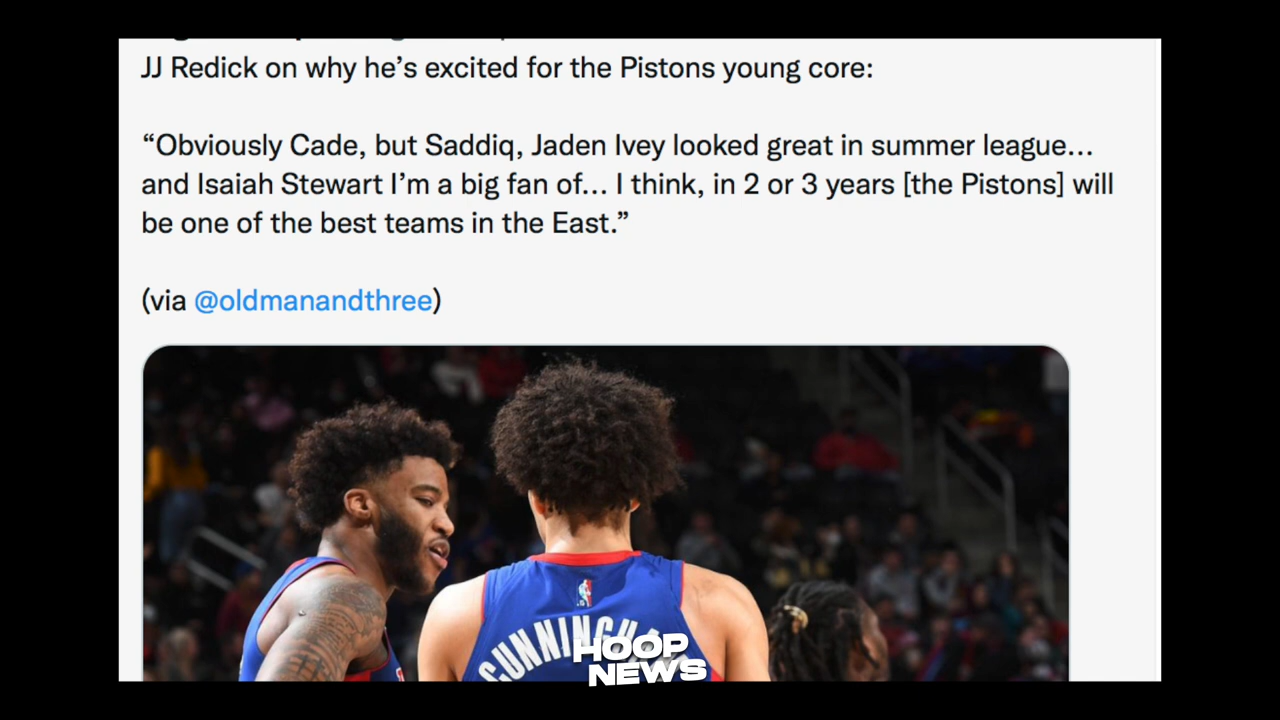 JJ Redick on why he’s excited for the Pistons young core:
“Obviously Cade, but Saddiq, Jaden Ivey looked great in summer league…
and Isaiah Stewart I’m a big fan of… I think, in 2 or 3 years [the Pistons] will
be one of the best teams in the East.”
(via @oldmanandthree)
HOOP
NEWS